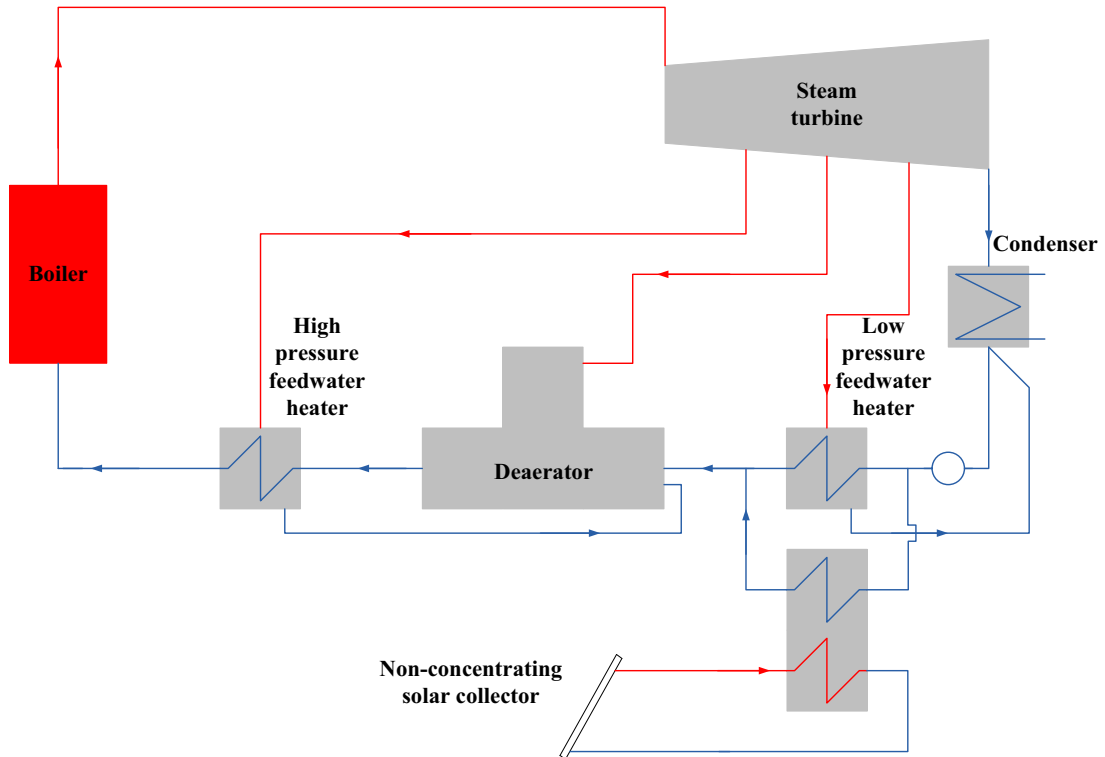 Steam
turbine
Condenser
Boiler
High
pressure
feedwater
heater
Low
pressure
feedwater
heater
Deaerator
Non-concentrating
solar collector